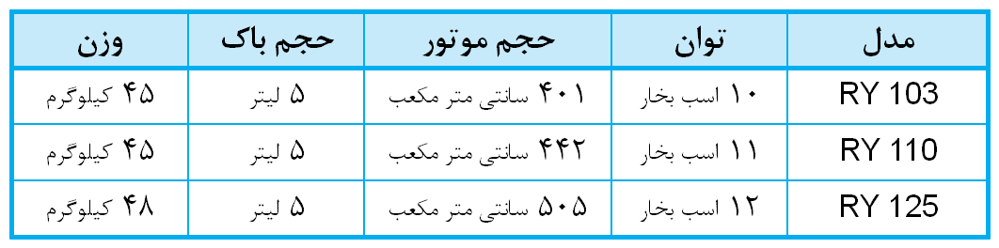 مدل توان حجم موتور حجم باک وزن
RY 103 ۱۰ اسب بخار ۴۰۱ سانتی متر مکعب ۵ لیتر ۴۵ کیلوگرم
RY 110 ۱۱ اسب بخار ۴۴۲ سانتی متر مکعب ۵ لیتر ۴۵ کیلوگرم
RY 125 ۱۲ اسب بخار ۵۰۵ سانتی متر مکعب ۵ لیتر ۴۸ کیلوگرم